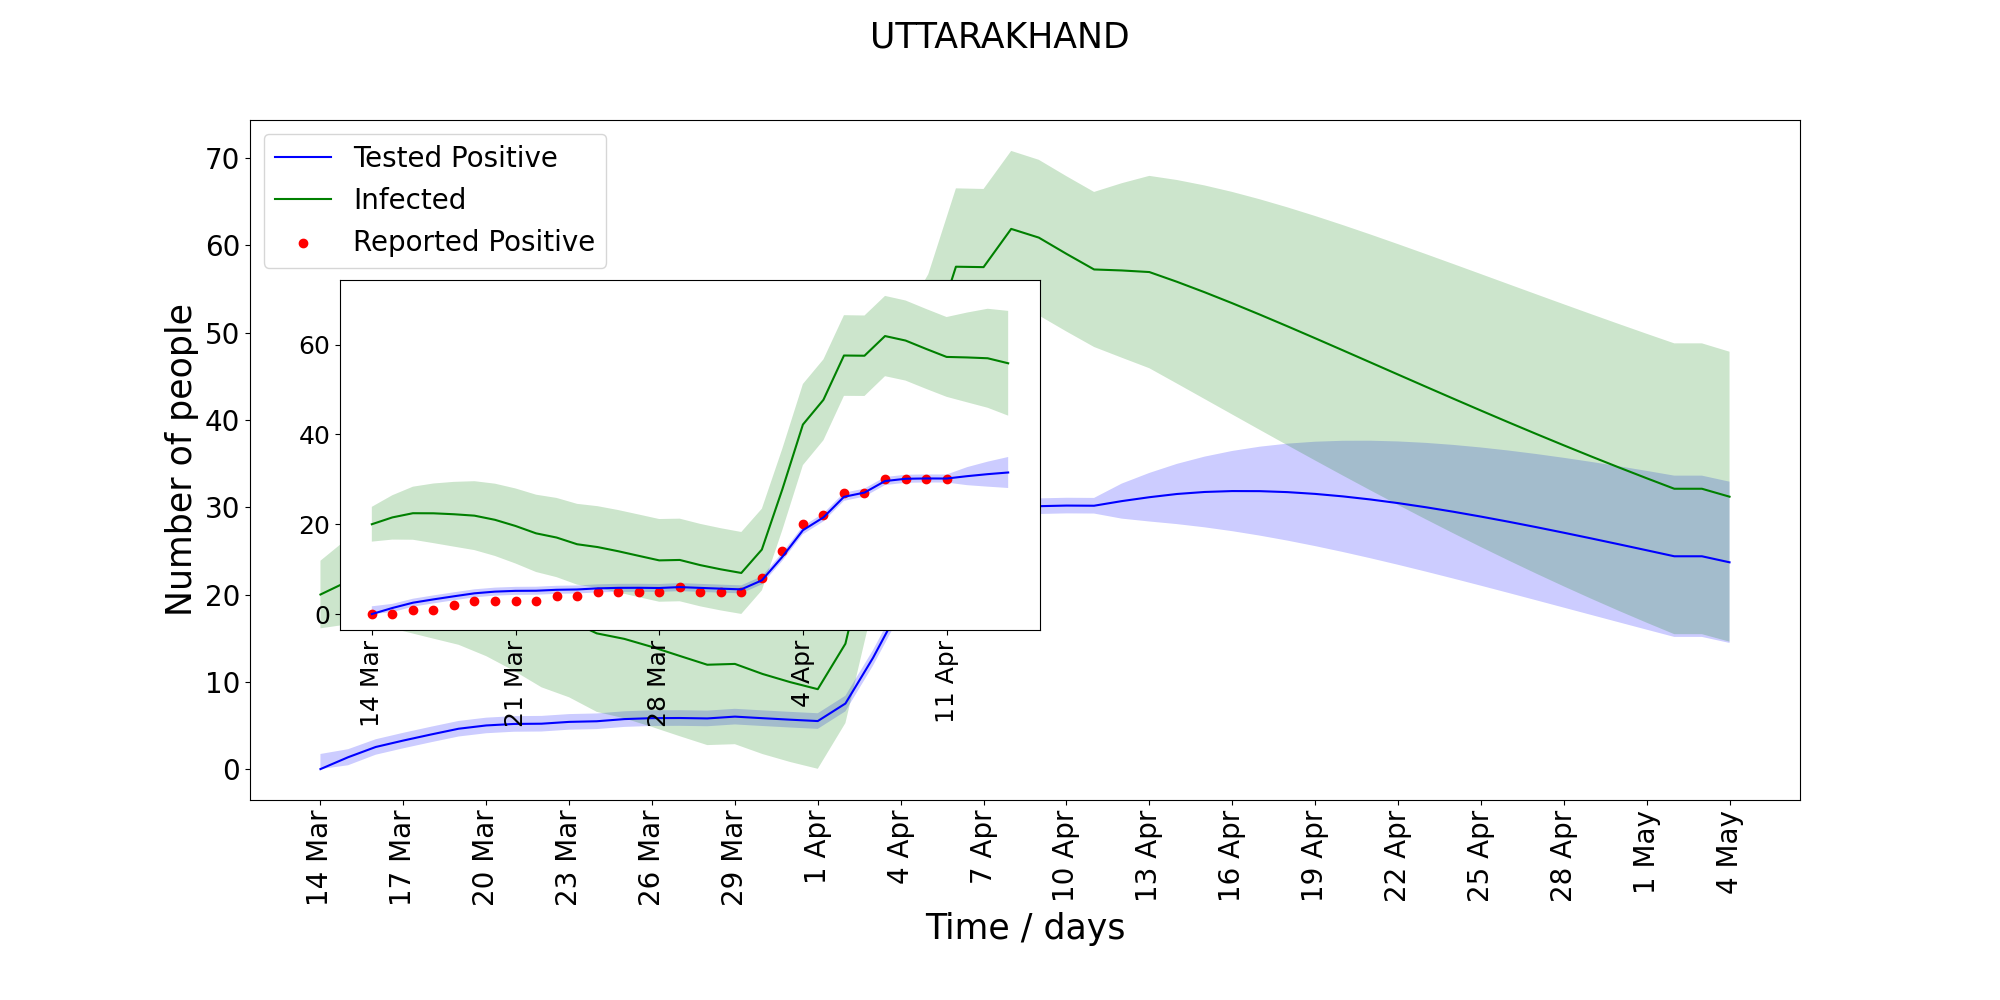 UTTARAKHAND
Tested Positive
Infected
Reported Positive
Number of people
70
60
50
40
30
20
10
0
60
40
20
0
14 Mar
21 Mar
28 Mar
4 Apr
11 Apr
14 Mar
17 Mar
20 Mar
23 Mar
26 Mar
29 Mar
1 Apr
4 Apr
7 Apr
10 Apr
13 Apr
16 Apr
19 Apr
22 Apr
25 Apr
28 Apr
1 May
4 May
Time / days